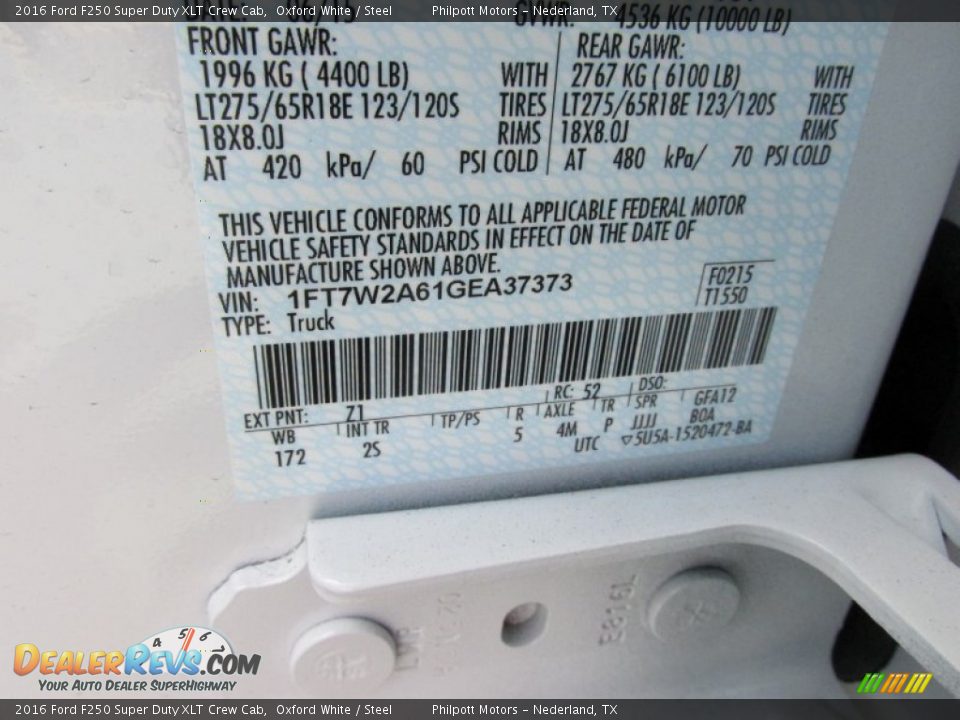 2016 Ford F250 Super Duty XLT Crew Cab, Oxford White / Steel Philpott Motors - Nederland, TX
DATE: GVWR: 4536 KG (10000 LB)
FRONT GAWR: REAR GAWR:
1996 KG ( 4400 LB) WITH 2767 KG ( 6100 LB) WITH
LT275/65R18E 123/120S TIRES LT275/65R18E 123/120S TIRES
18X8.0J RIMS 18X8.0J RIMS
AT 420 kPa/ 60 PSI COLD AT 480 kPa/ 70 PSI COLD
THIS VEHICLE CONFORMS TO ALL APPLICABLE FEDERAL MOTOR
VEHICLE SAFETY STANDARDS IN EFFECT ON THE DATE OF
MANUFACTURE SHOWN ABOVE.
VIN: 1FT7W2A61GEA37373 F0215
TYPE: Truck T1550
EXT PNT: Z1 RC: 52 DSO:
WB INT TR TP/PS R AXLE TR SPR GFA12
172 2S 5 4M P JJJJ BOA
UTC ▽5U5A-1520472-BA
DEALERREVS.COM
4 5 6
YOUR AUTO DEALER SUPERHIGHWAY
2016 Ford F250 Super Duty XLT Crew Cab, Oxford White / Steel Philpott Motors - Nederland, TX